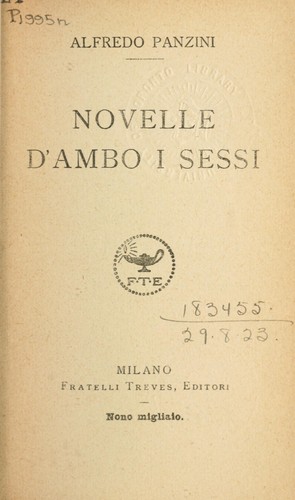 P1995n
ALFREDO PANZINI
NOVELLE
D'AMBO I SESSI
F·T·E
183455
29.8.23
MILANO
FRATELLI TREVES, EDITORI
Nono migliaio.